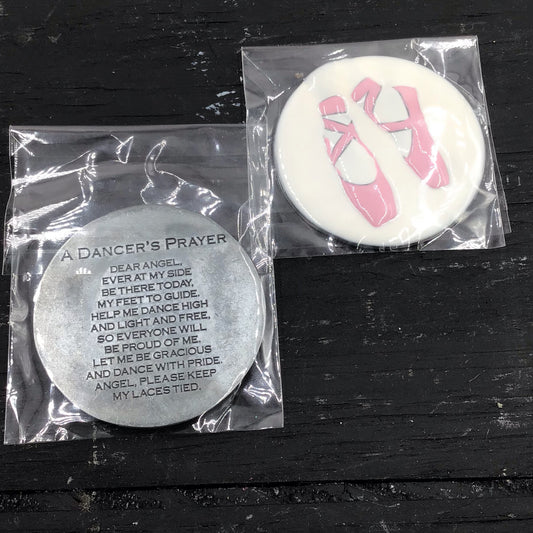 A DANCER'S PRAYER
DEAR ANGEL,
EVER AT MY SIDE
BE THERE TODAY,
MY FEET TO GUIDE.
HELP ME DANCE HIGH
AND LIGHT AND FREE,
SO EVERYONE WILL
BE PROUD OF ME.
LET ME BE GRACIOUS
AND DANCE WITH PRIDE.
ANGEL, PLEASE KEEP
MY LACES TIED.